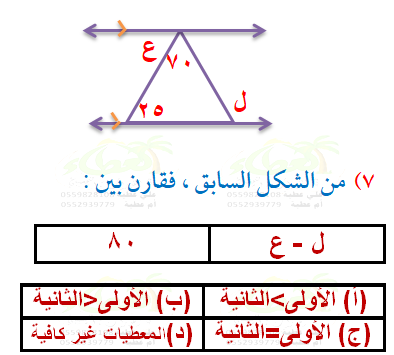 ع
٧٠
٢٥
ل
٧) من الشكل السابق ، فقارن بين :
ل - ع
٨٠
(أ) الأولى>الثانية
(ب) الأولى<الثانية
(ج) الأولى=الثانية
(د)المعطيات غير كافية